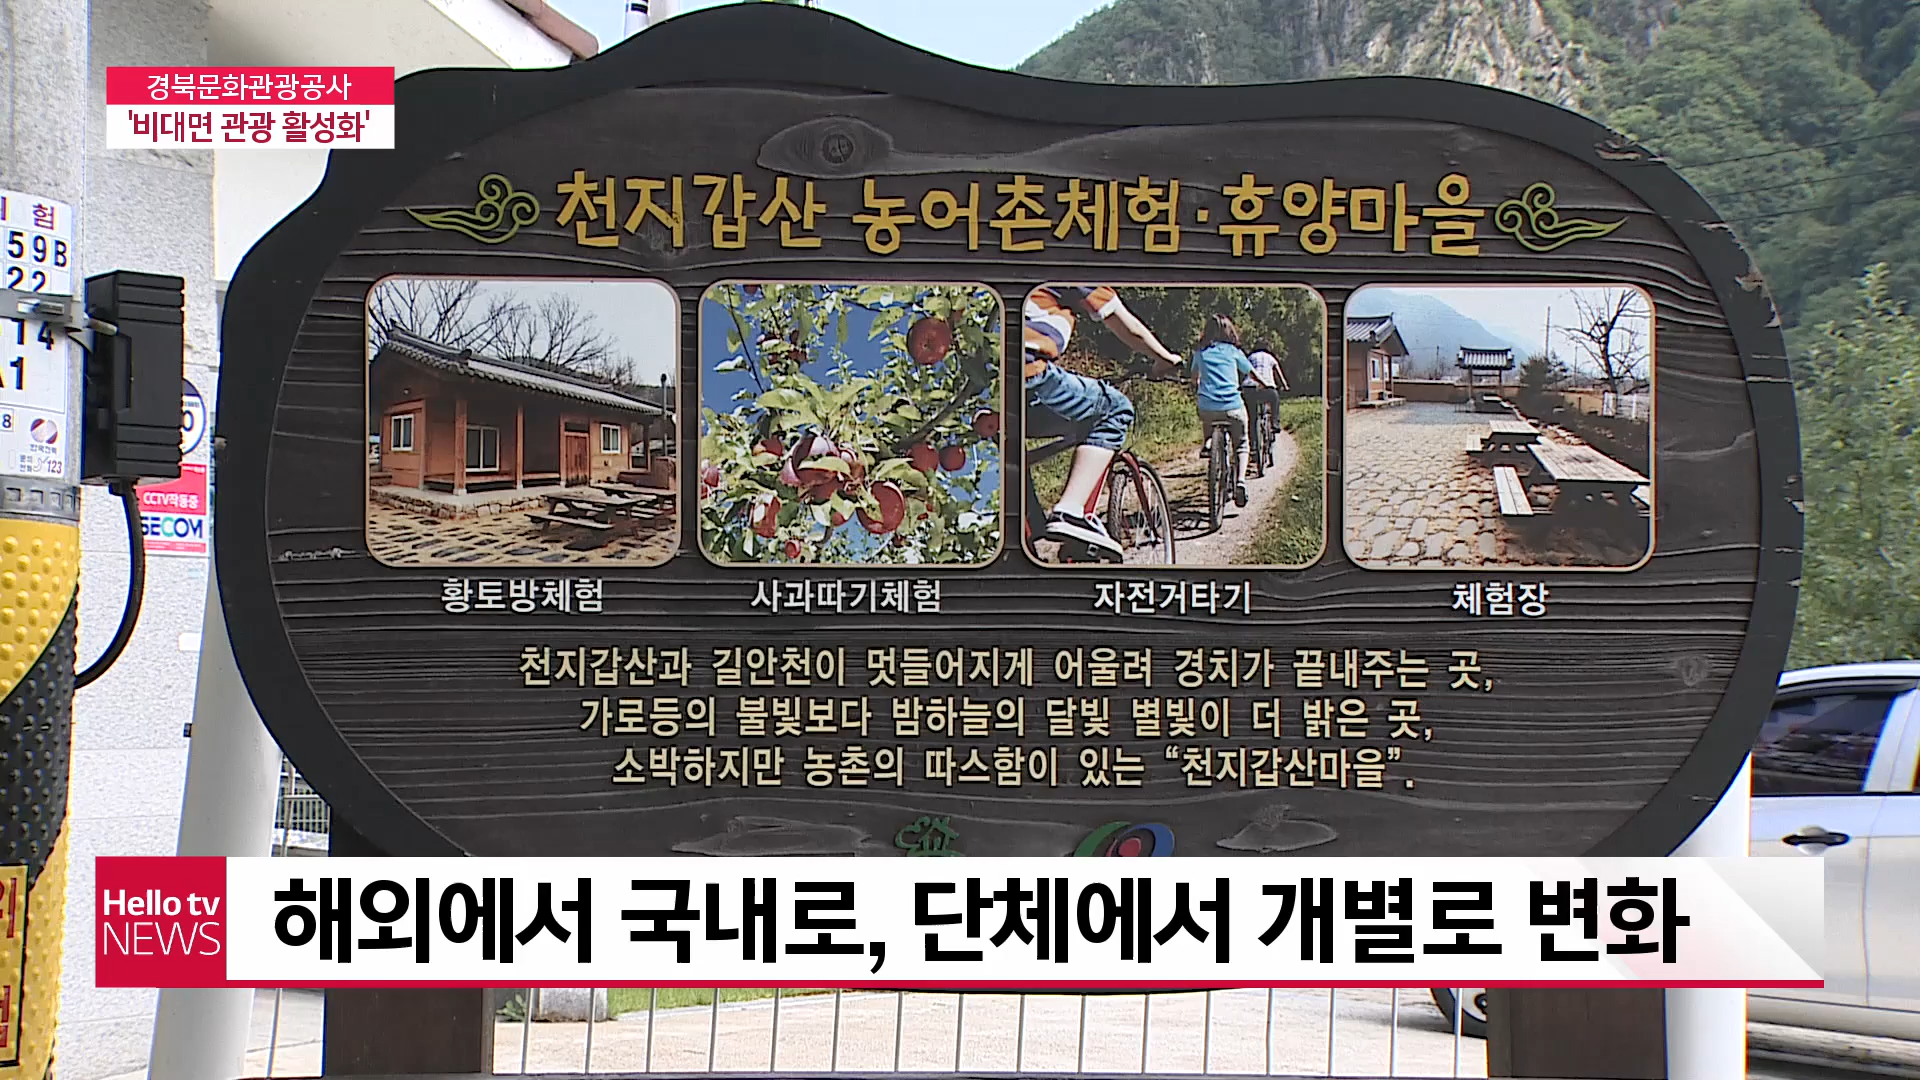 경북문화관광공사
'비대면 관광 활성화'
험
59B
22
14
1
8
123
CCTV작동중
SECOM
천지갑산 농어촌체험·휴양마을
황토방체험
사과따기체험
자전거타기
체험장
천지갑산과 길안천이 멋들어지게 어울려 경치가 끝내주는 곳,
가로등의 불빛보다 밤하늘의 달빛 별빛이 더 밝은 곳,
소박하지만 농촌의 따스함이 있는 “천지갑산마을”.
Hello tv
NEWS
해외에서 국내로, 단체에서 개별로 변화